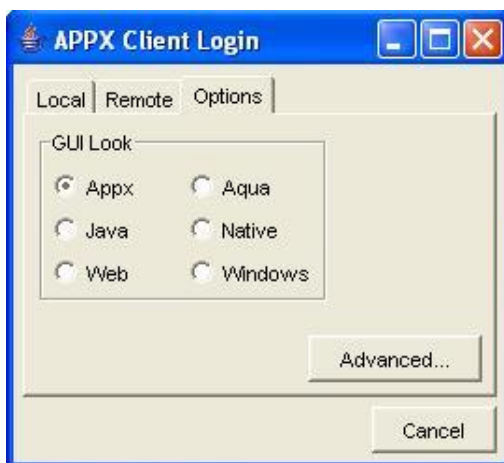 APPX Client Login
Local Remote Options
GUI Look
Appx Aqua
Java Native
Web Windows
Advanced...
Cancel